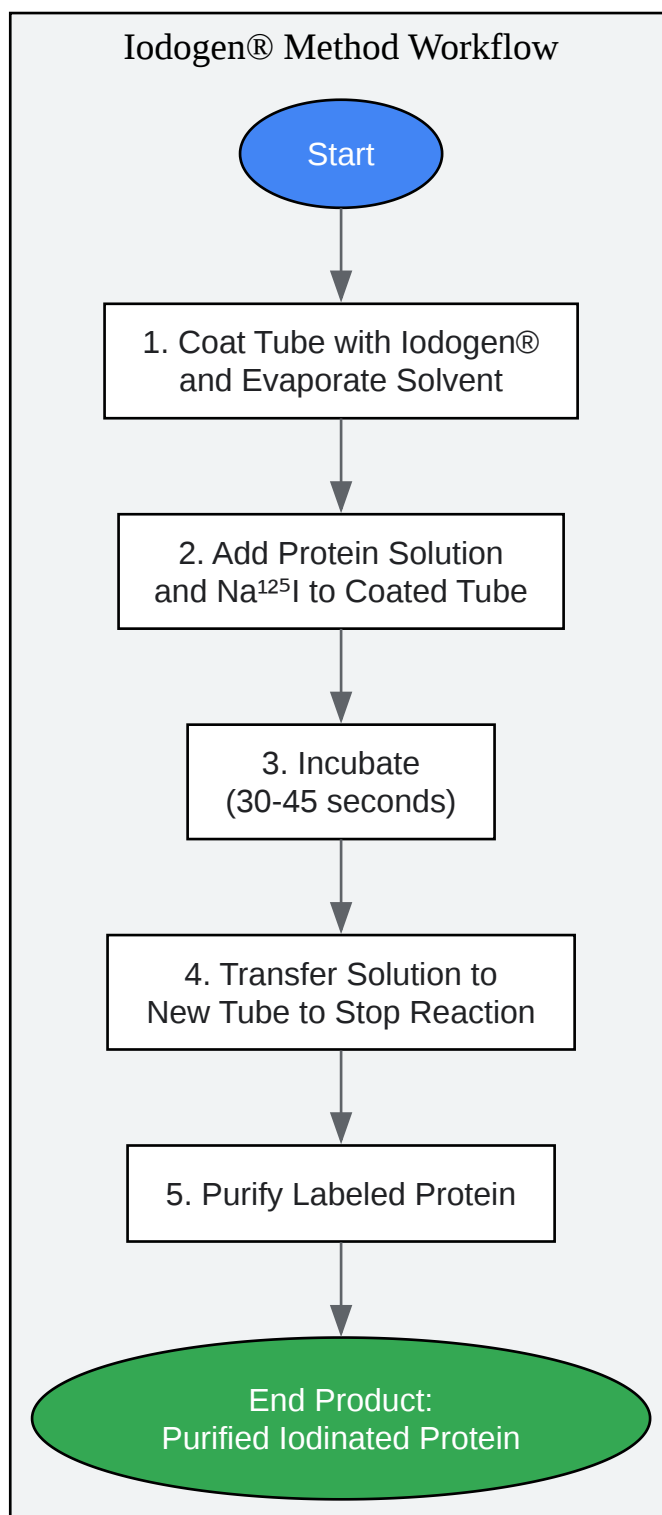 Iodogen® Method Workflow
Start
1. Coat Tube with Iodogen®
and Evaporate Solvent
2. Add Protein Solution
and Na¹²⁵I to Coated Tube
3. Incubate
(30-45 seconds)
4. Transfer Solution to
New Tube to Stop Reaction
5. Purify Labeled Protein
End Product:
Purified Iodinated Protein